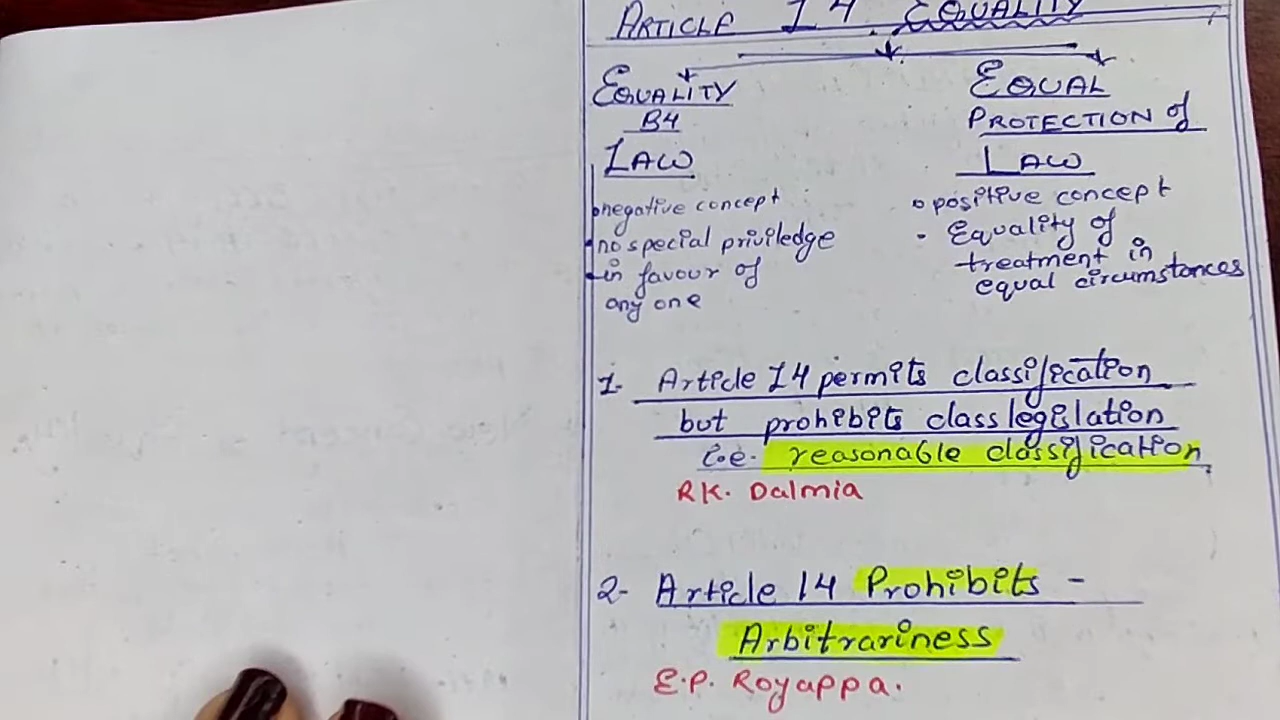 ARTICLE 14. EQUALITY
EQUALITY
B4
LAW
• negative concept
• no special priviledge
• in favour of
any one
EQUAL
PROTECTION of
LAW
• positive concept
- Equality of
treatment in
equal circumstances
1- Article 14 permits classification
but prohibits class legislation
i.e. reasonable classification
RK. Dalmia
2- Article 14 Prohibits -
Arbitrariness
E.P. Royappa.